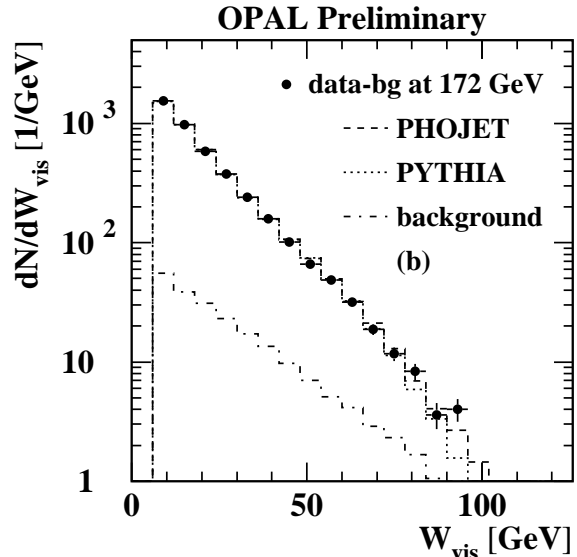 OPAL Preliminary
dN/dW_vis [1/GeV]
10^3
10^2
10
1
data-bg at 172 GeV
PHOJET
PYTHIA
background
(b)
0 50 100
W_vis [GeV]